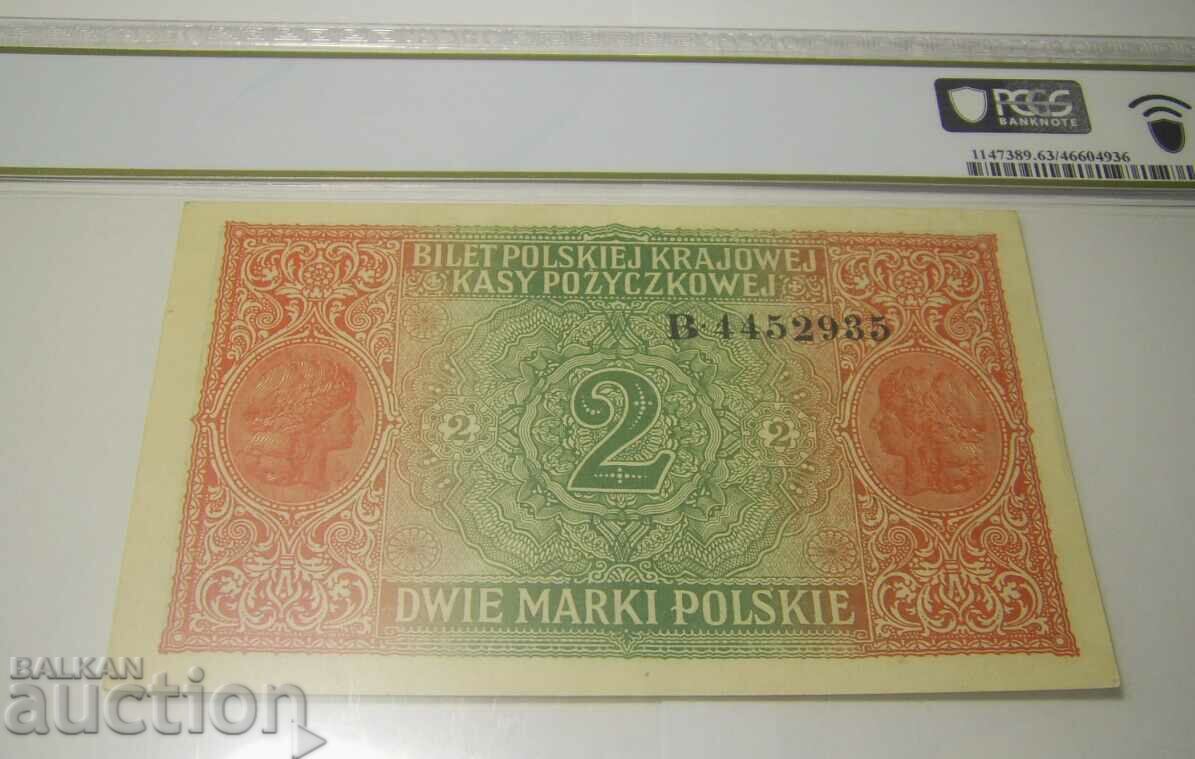 PCGS
BANKNOTE
1147389.63/46604936
BILET POLSKIEJ KRAJOWEJ
KASY POŻYCZKOWEJ
B·4452935
2
2
2
DWIE MARKI POLSKIE
BALKAN
auction